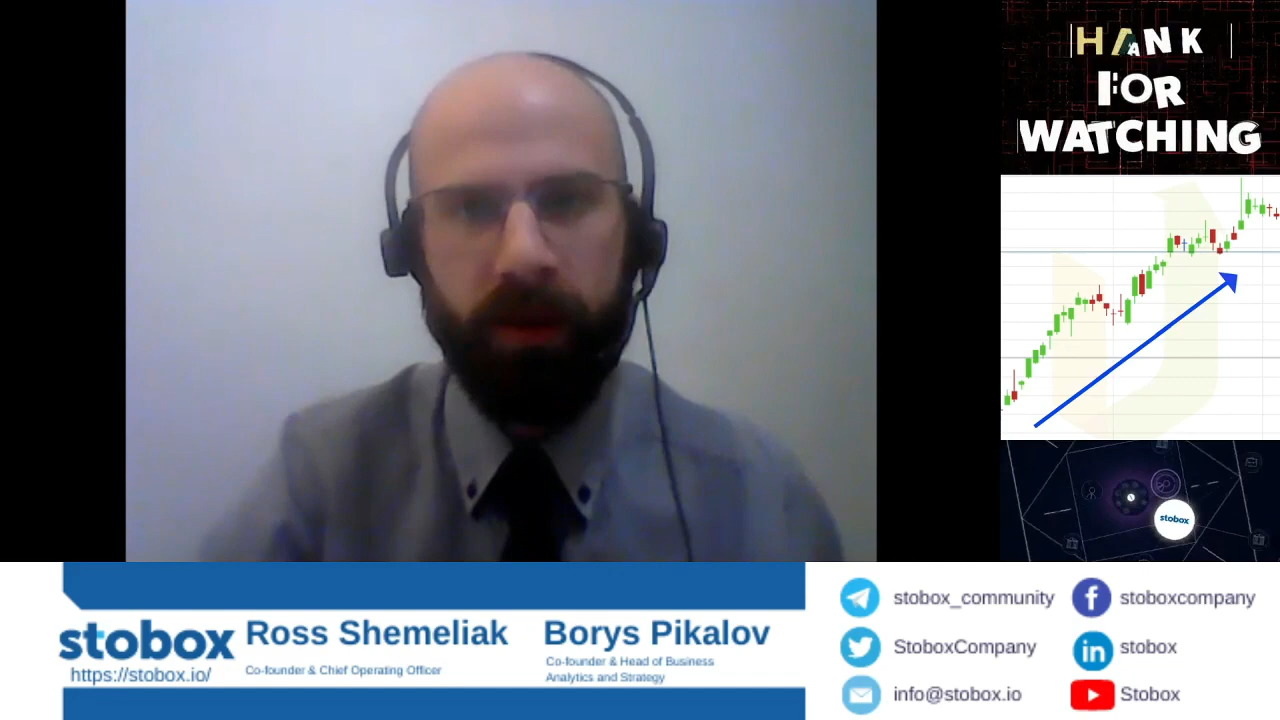 HANK
FOR
WATCHING
stobox
stobox
https://stobox.io/
Ross Shemeliak
Co-founder & Chief Operating Officer
Borys Pikalov
Co-founder & Head of Business
Analytics and Strategy
stobox_community
StoboxCompany
info@stobox.io
stoboxcompany
stobox
Stobox